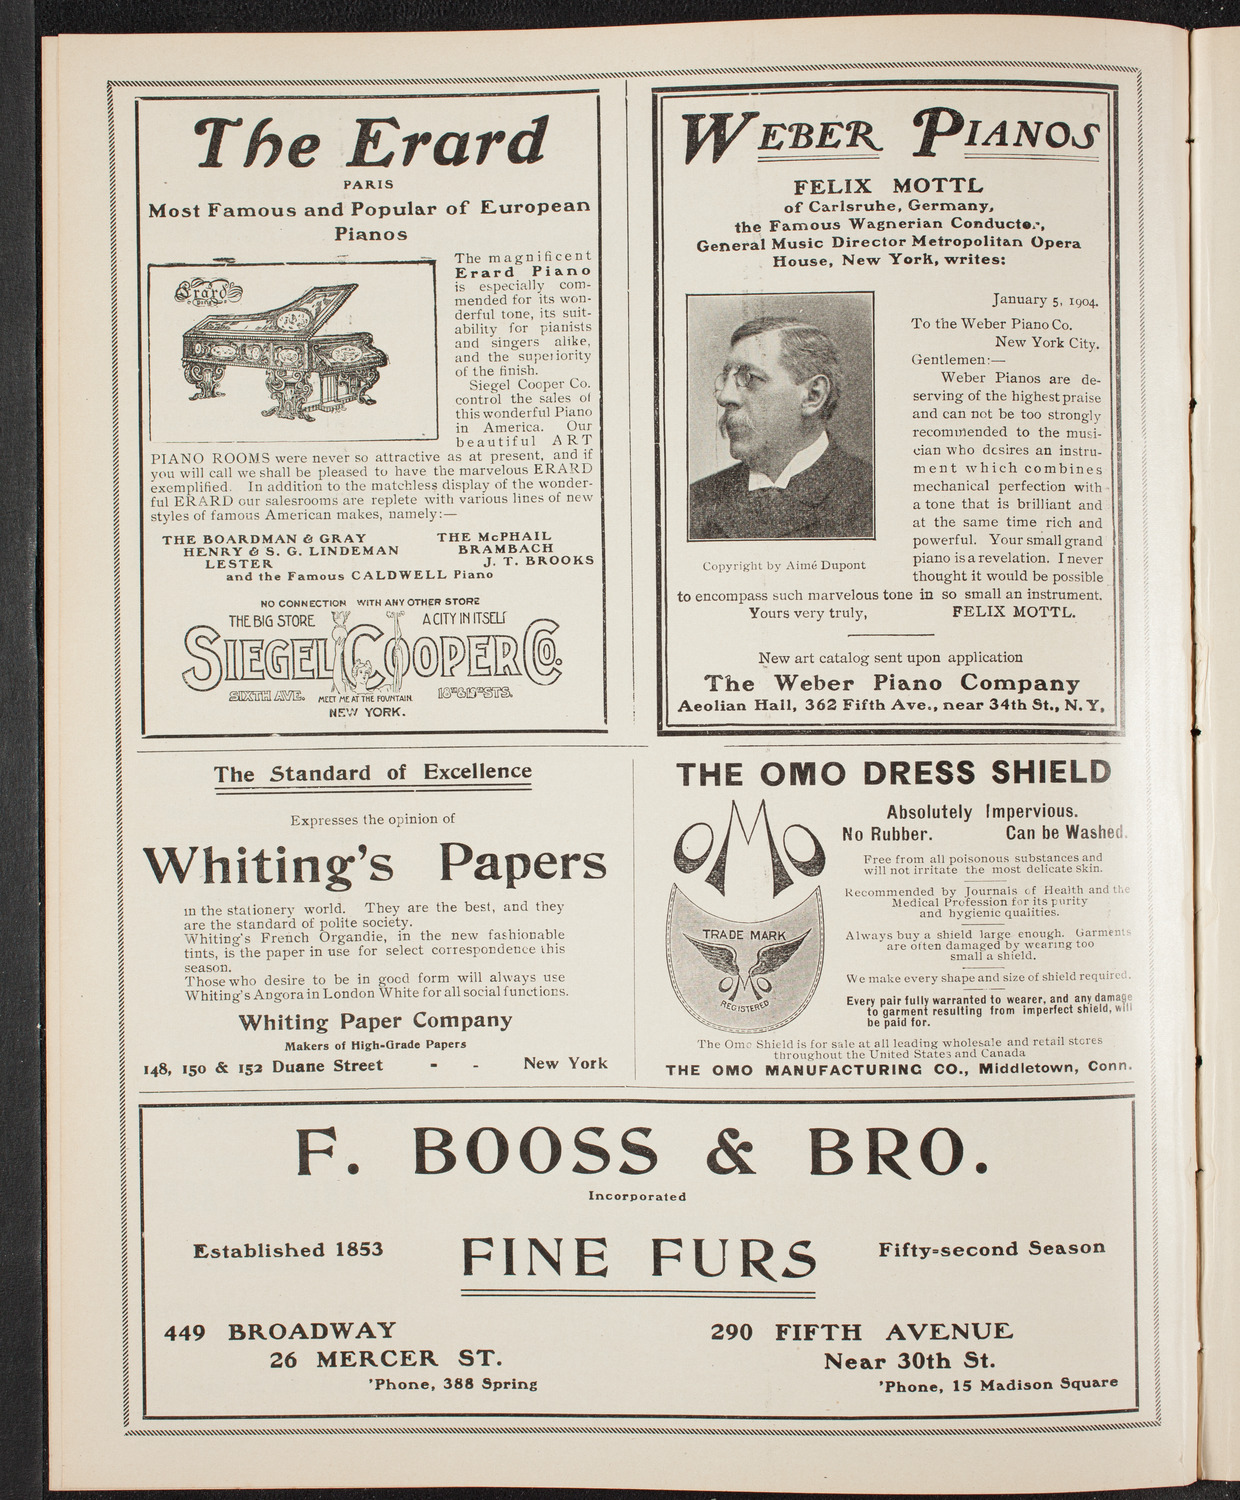 The Erard
PARIS
Most Famous and Popular of European
Pianos
Erard
The magnificent
Erard Piano
is especially com-
mended for its won-
derful tone, its suit-
ability for pianists
and singers alike,
and the superiority
of the finish.
Siegel Cooper Co.
control the sales of
this wonderful Piano
in America. Our
beautiful ART
PIANO ROOMS were never so attractive as at present, and if
you will call we shall be pleased to have the marvelous ERARD
exemplified. In addition to the matchless display of the wonder-
ful ERARD our salesrooms are replete with various lines of new
styles of famous American makes, namely:—
THE BOARDMAN & GRAY THE McPHAIL
HENRY & S. G. LINDEMAN BRAMBACH
LESTER J. T. BROOKS
and the Famous CALDWELL Piano
NO CONNECTION WITH ANY OTHER STORE
THE BIG STORE A CITY IN ITSELF
SIEGEL COOPER CO.
SIXTH AVE. MEET ME AT THE FOUNTAIN 18TH & 19TH STS.
NEW YORK.
WEBER PIANOS
FELIX MOTTL
of Carlsruhe, Germany,
the Famous Wagnerian Conductor,
General Music Director Metropolitan Opera
House, New York, writes:
January 5, 1904.
To the Weber Piano Co.
New York City.
Gentlemen:—
Weber Pianos are de-
serving of the highest praise
and can not be too strongly
recommended to the musi-
cian who desires an instru-
ment which combines
mechanical perfection with
a tone that is brilliant and
at the same time rich and
powerful. Your small grand
piano is a revelation. I never
thought it would be possible
to encompass such marvelous tone in so small an instrument.
Yours very truly, FELIX MOTTL.
Copyright by Aimé Dupont
New art catalog sent upon application
The Weber Piano Company
Aeolian Hall, 362 Fifth Ave., near 34th St., N. Y,
The Standard of Excellence
Expresses the opinion of
Whiting's Papers
in the stationery world. They are the best, and they
are the standard of polite society.
Whiting's French Organdie, in the new fashionable
tints, is the paper in use for select correspondence this
season.
Those who desire to be in good form will always use
Whiting's Angora in London White for all social functions.
Whiting Paper Company
Makers of High-Grade Papers
148, 150 & 152 Duane Street - - New York
THE OMO DRESS SHIELD
OMO
TRADE MARK
OMO
REGISTERED
Absolutely Impervious.
No Rubber. Can be Washed.
Free from all poisonous substances and
will not irritate the most delicate skin.
Recommended by Journals of Health and the
Medical Profession for its purity
and hygienic qualities.
Always buy a shield large enough. Garments
are often damaged by wearing too
small a shield.
We make every shape and size of shield required.
Every pair fully warranted to wearer, and any damage
to garment resulting from imperfect shield, will
be paid for.
The Omo Shield is for sale at all leading wholesale and retail stores
throughout the United States and Canada
THE OMO MANUFACTURING CO., Middletown, Conn.
F. BOOSS & BRO.
Incorporated
Established 1853 FINE FURS Fifty-second Season
449 BROADWAY
26 MERCER ST.
'Phone, 388 Spring
290 FIFTH AVENUE
Near 30th St.
'Phone, 15 Madison Square